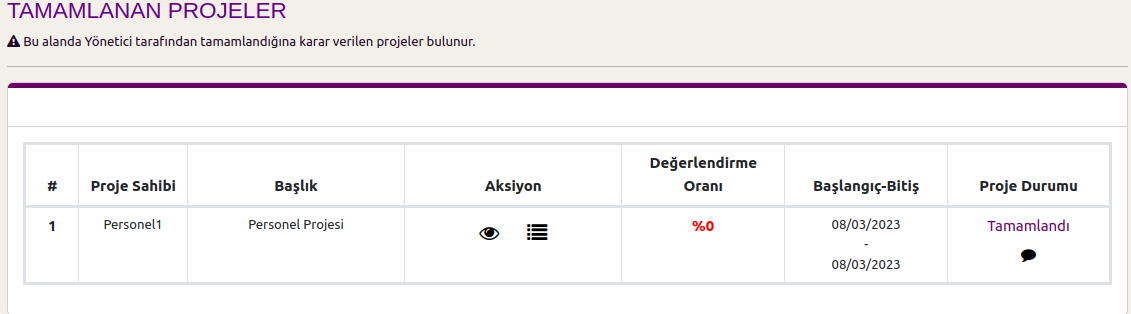 TAMAMLANAN PROJELER
Bu alanda Yönetici tarafından tamamlandığına karar verilen projeler bulunur.
# Proje Sahibi Başlık Aksiyon Değerlendirme Oranı Başlangıç-Bitiş Proje Durumu
1 Personel1 Personel Projesi %0 08/03/2023 - 08/03/2023 Tamamlandı